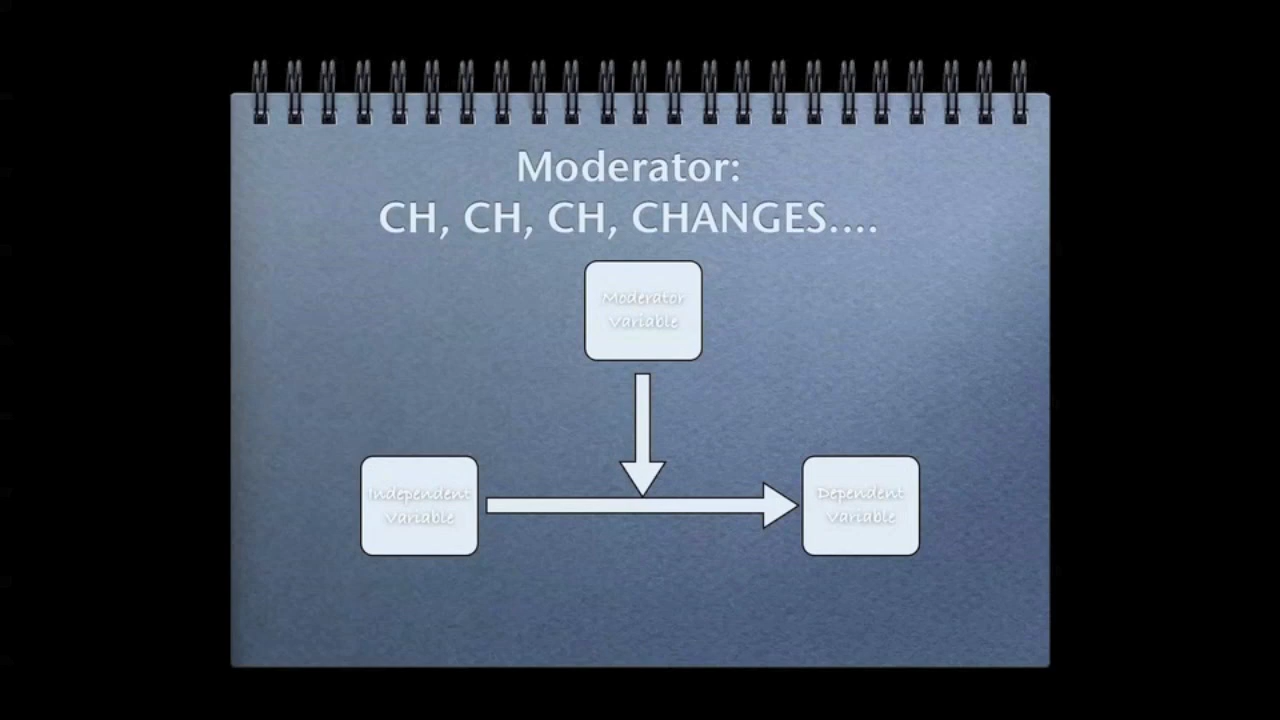 Moderator:
CH, CH, CH, CHANGES....
Moderator
Variable
Independent
Variable
Dependent
Variable